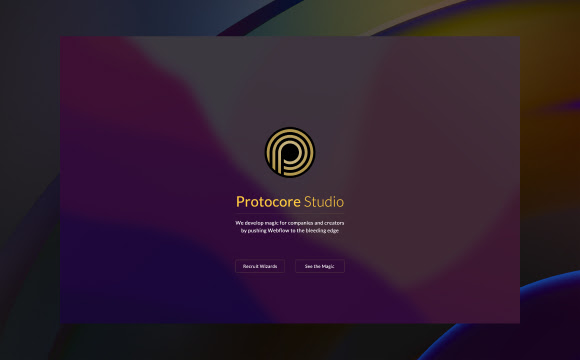 Protocore Studio
We develop magic for companies and creators
by pushing Webflow to the bleeding edge
Recruit Wizards
See the Magic